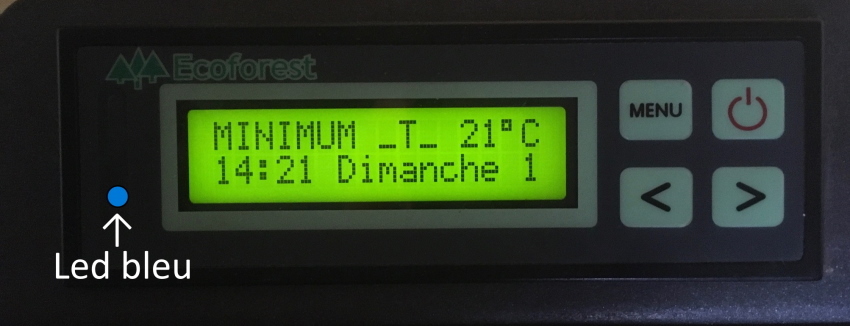 Ecoforest
MINIMUM _T_ 21°C
14:21 Dimanche 1
MENU
< >
Led bleu